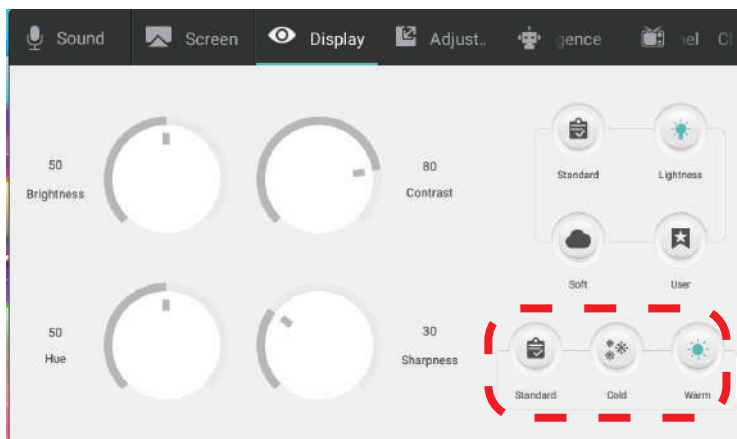 Sound Screen Display Adjust.. gence nel Ch
50
Brightness
80
Contrast
Standard Lightness
Soft User
50
Hue
30
Sharpness
Standard Cold Warm